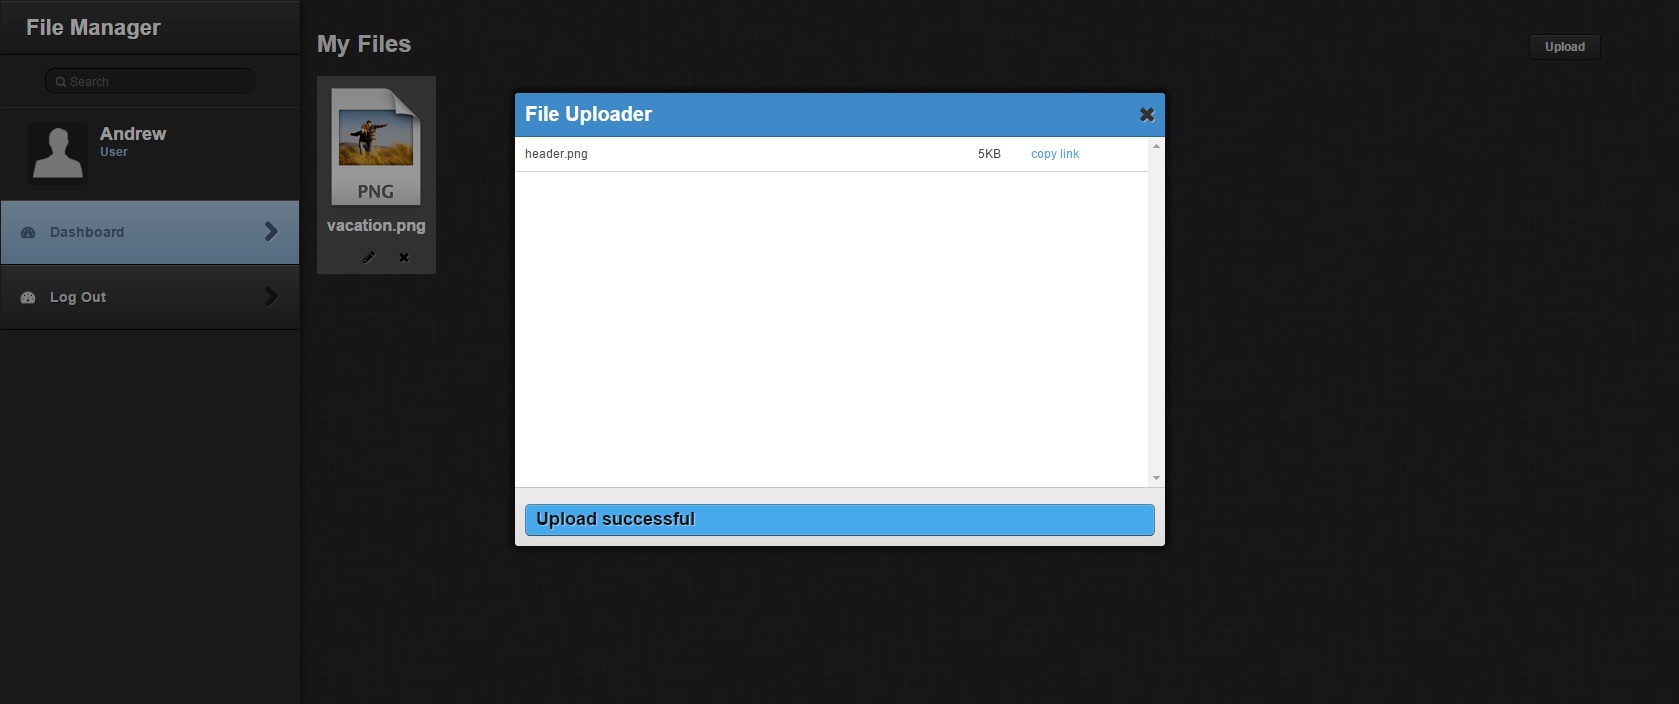 File Manager
Search
Andrew
User
Dashboard
Log Out
My Files
Upload
PNG
vacation.png
File Uploader
header.png 5KB copy link
Upload successful